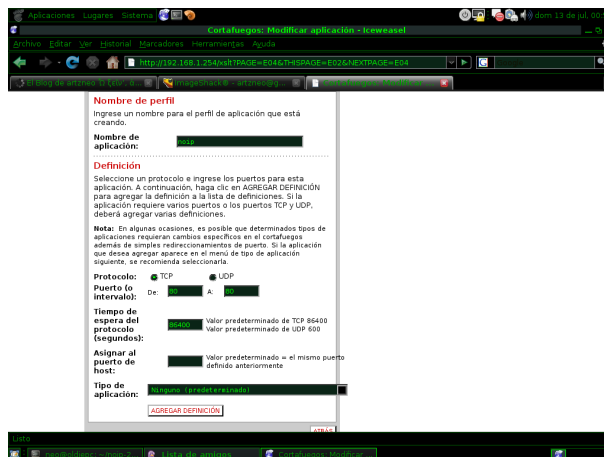 Aplicaciones Lugares Sistema
dom 13 de jul, 00:
Cortafuegos: Modificar aplicación - Iceweasel
Archivo Editar Ver Historial Marcadores Herramientas Ayuda
http://192.168.1.254/xslt?PAGE=E04&THISPAGE=E02&NEXTPAGE=E04
El Blog de artzneo
ImageShack® - artzneo@g...
Nombre de perfil
Ingrese un nombre para el perfil de aplicación que está
creando.
Nombre de
aplicación:
noip
Definición
Seleccione un protocolo e ingrese los puertos para esta
aplicación. A continuación, haga clic en AGREGAR DEFINICIÓN
para agregar la definición a la lista de definiciones. Si la
aplicación requiere varios puertos o los puertos TCP y UDP,
deberá agregar varias definiciones.
Nota: En algunas ocasiones, es posible que determinados tipos de
aplicaciones requieran cambios específicos en el cortafuegos
además de simples redireccionamientos de puerto. Si la aplicación
que desea agregar aparece en el menú de tipo de aplicación
siguiente, se recomienda seleccionarla.
Protocolo: TCP UDP
Puerto (o
intervalo):
De: 80 A: 80
Tiempo de
espera del
protocolo
(segundos):
86400
Valor predeterminado de TCP 86400
Valor predeterminado de UDP 600
Asignar al
puerto de
host:
Valor predeterminado = el mismo puerto
definido anteriormente
Tipo de
aplicación:
Ninguno (predeterminado)
AGREGAR DEFINICIÓN
ATRÁS
Listo
neo@oldiepc: ~/noip-2...
Lista de amigos
Cortafuegos: Modificar ...